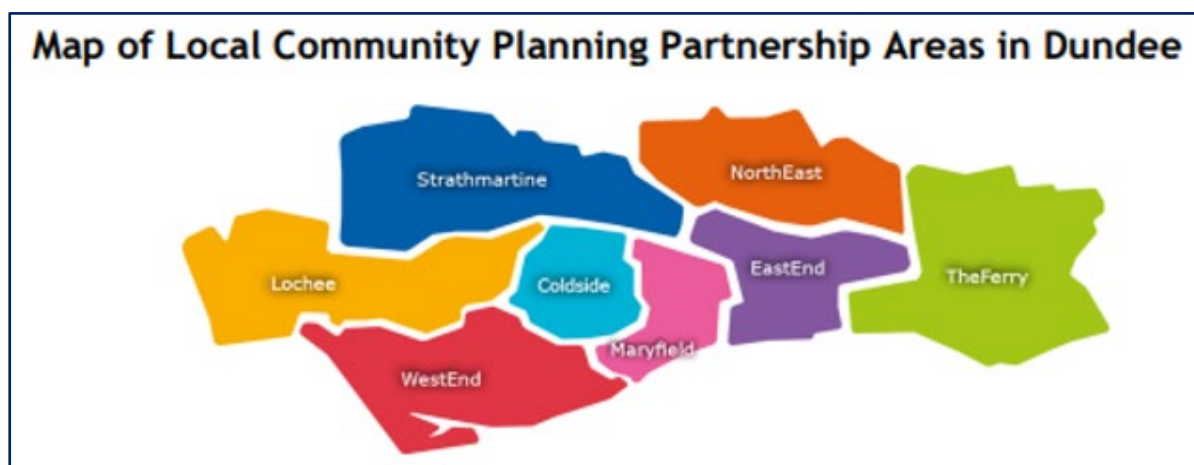 Map of Local Community Planning Partnership Areas in Dundee
Strathmartine
NorthEast
Lochee
Coldside
EastEnd
TheFerry
Maryfield
WestEnd